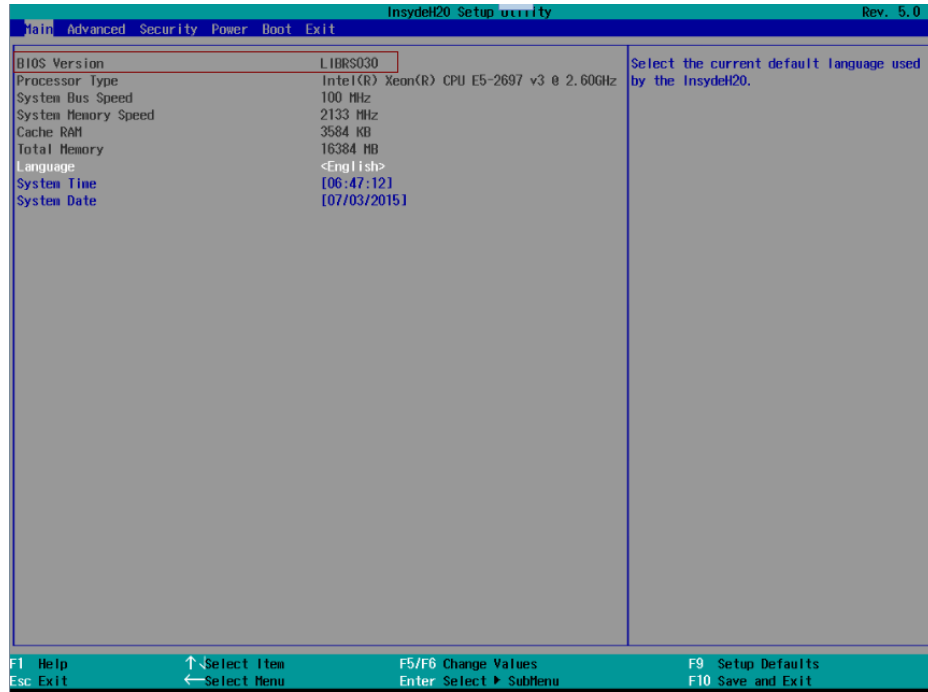 InsydeH20 Setup Utility Rev. 5.0
Main Advanced Security Power Boot Exit
BIOS Version LIBRS030
Processor Type Intel(R) Xeon(R) CPU E5-2697 v3 @ 2.60GHz
System Bus Speed 100 MHz
System Memory Speed 2133 MHz
Cache RAM 3584 KB
Total Memory 16384 MB
Language <English>
System Time [06:47:12]
System Date [07/03/2015]
Select the current default language used
by the InsydeH20.
F1 Help ↑↓Select Item F5/F6 Change Values F9 Setup Defaults
Esc Exit ←Select Menu Enter Select ▶ SubMenu F10 Save and Exit